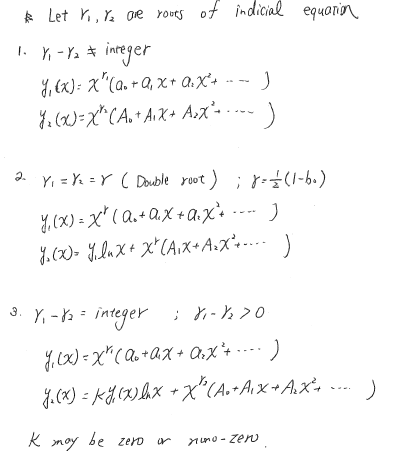 * Let r₁, r₂ are roots of indicial equation
1. r₁ - r₂ ≠ integer
y₁(x) = x^r₁(a₀ + a₁x + a₂x² + ---- )
y₂(x) = x^r₂(A₀ + A₁x + A₂x² + ---- )
2. r₁ = r₂ = r ( Double root ) ; r = ½(1-b₀)
y₁(x) = x^r (a₀ + a₁x + a₂x² + ---- )
y₂(x) = y₁lnx + x^r(A₁x + A₂x² + ---- )
3. r₁ - r₂ = integer ; r₁ - r₂ > 0
y₁(x) = x^r₁(a₀ + a₁x + a₂x² + ---- )
y₂(x) = ky₁(x)lnx + x^r₂(A₀ + A₁x + A₂x² + ---- )
K may be zero or nono-zero.